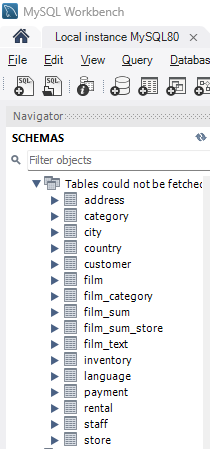 MySQL Workbench
Local instance MySQL80
File Edit View Query Databas
SQL SQL
Navigator
SCHEMAS
Filter objects
Tables could not be fetched
address
category
city
country
customer
film
film_category
film_sum
film_sum_store
film_text
inventory
language
payment
rental
staff
store